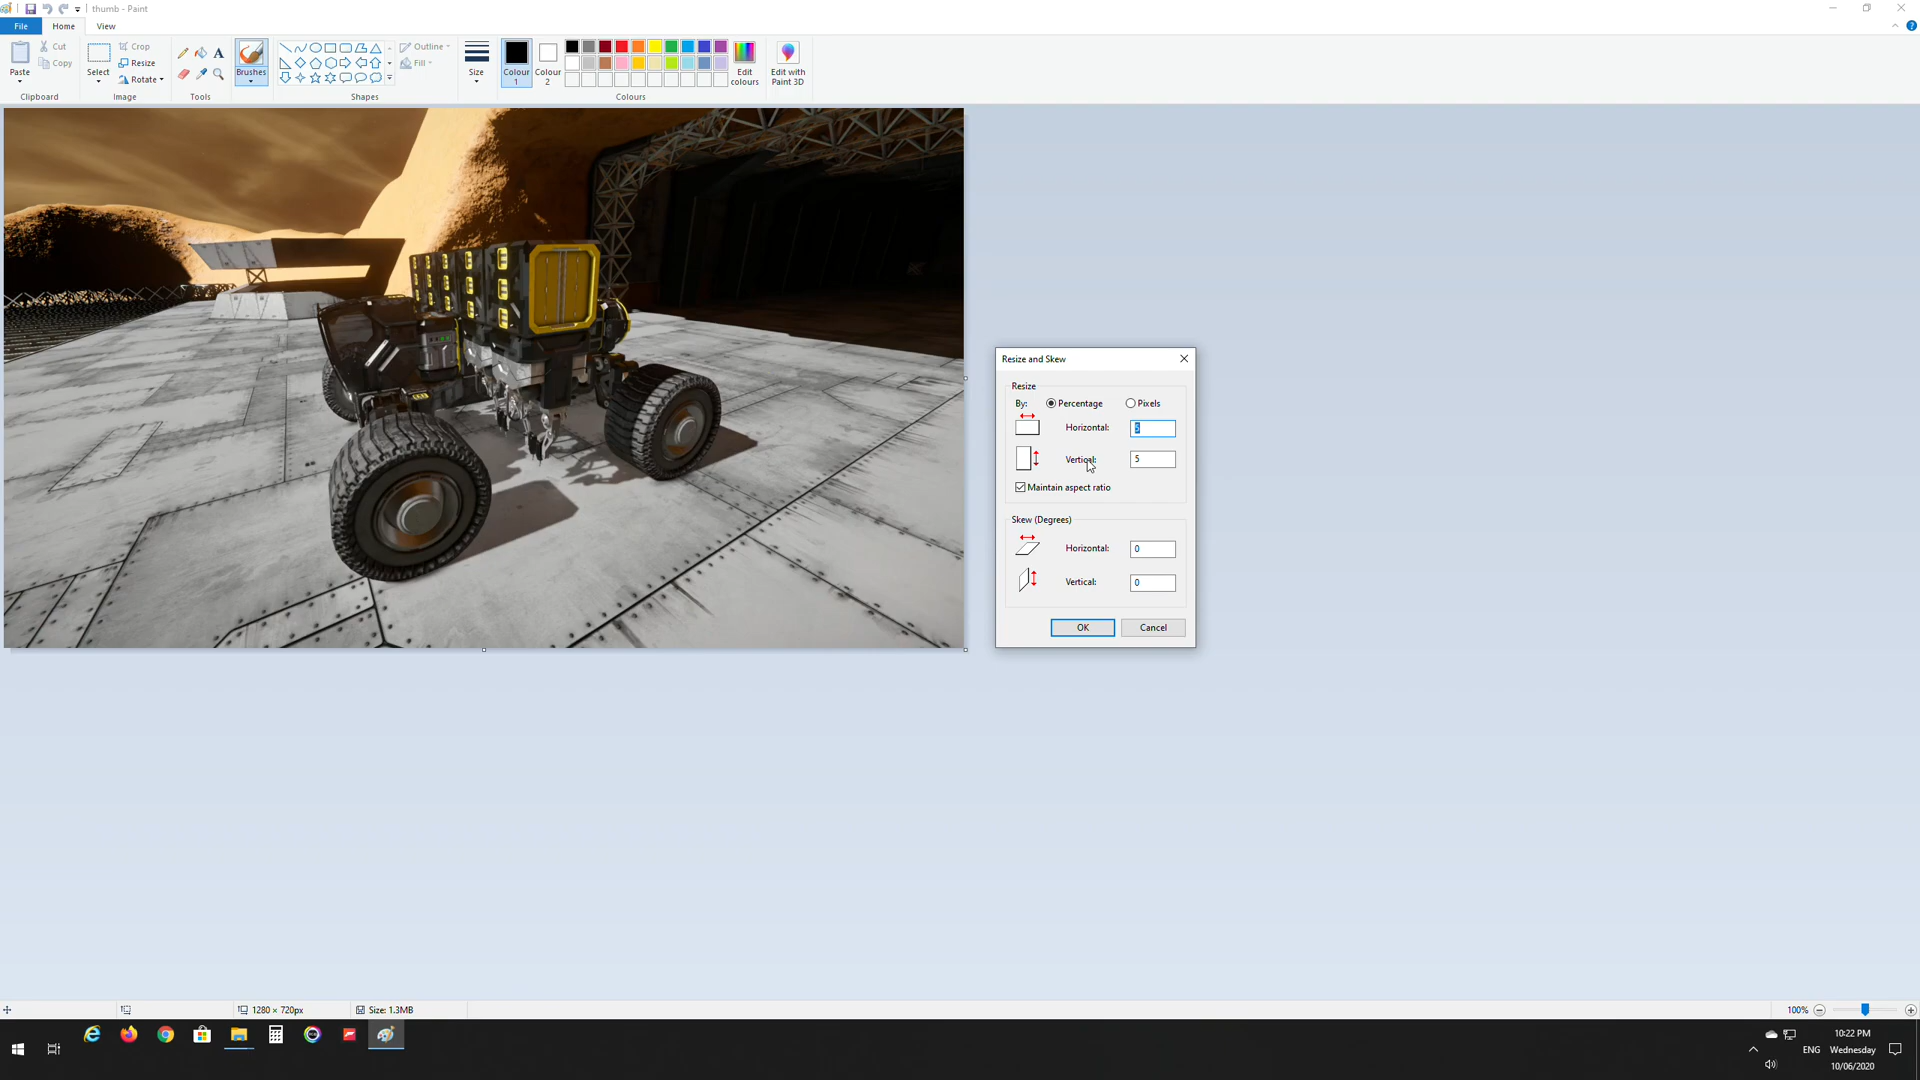 thumb - Paint
File
Home
View
Paste
Cut
Copy
Clipboard
Select
Crop
Resize
Rotate
Image
A
Tools
Brushes
Outline
Fill
Shapes
Size
Colour
1
Colour
2
Edit
colours
Edit with
Paint 3D
Colours
Resize and Skew
Resize
By:
Percentage
Pixels
Horizontal:
5
Vertical:
5
Maintain aspect ratio
Skew (Degrees)
Horizontal:
0
Vertical:
0
OK
Cancel
1280 × 720px
Size: 1.3MB
100%
10:22 PM
ENG
Wednesday
10/06/2020